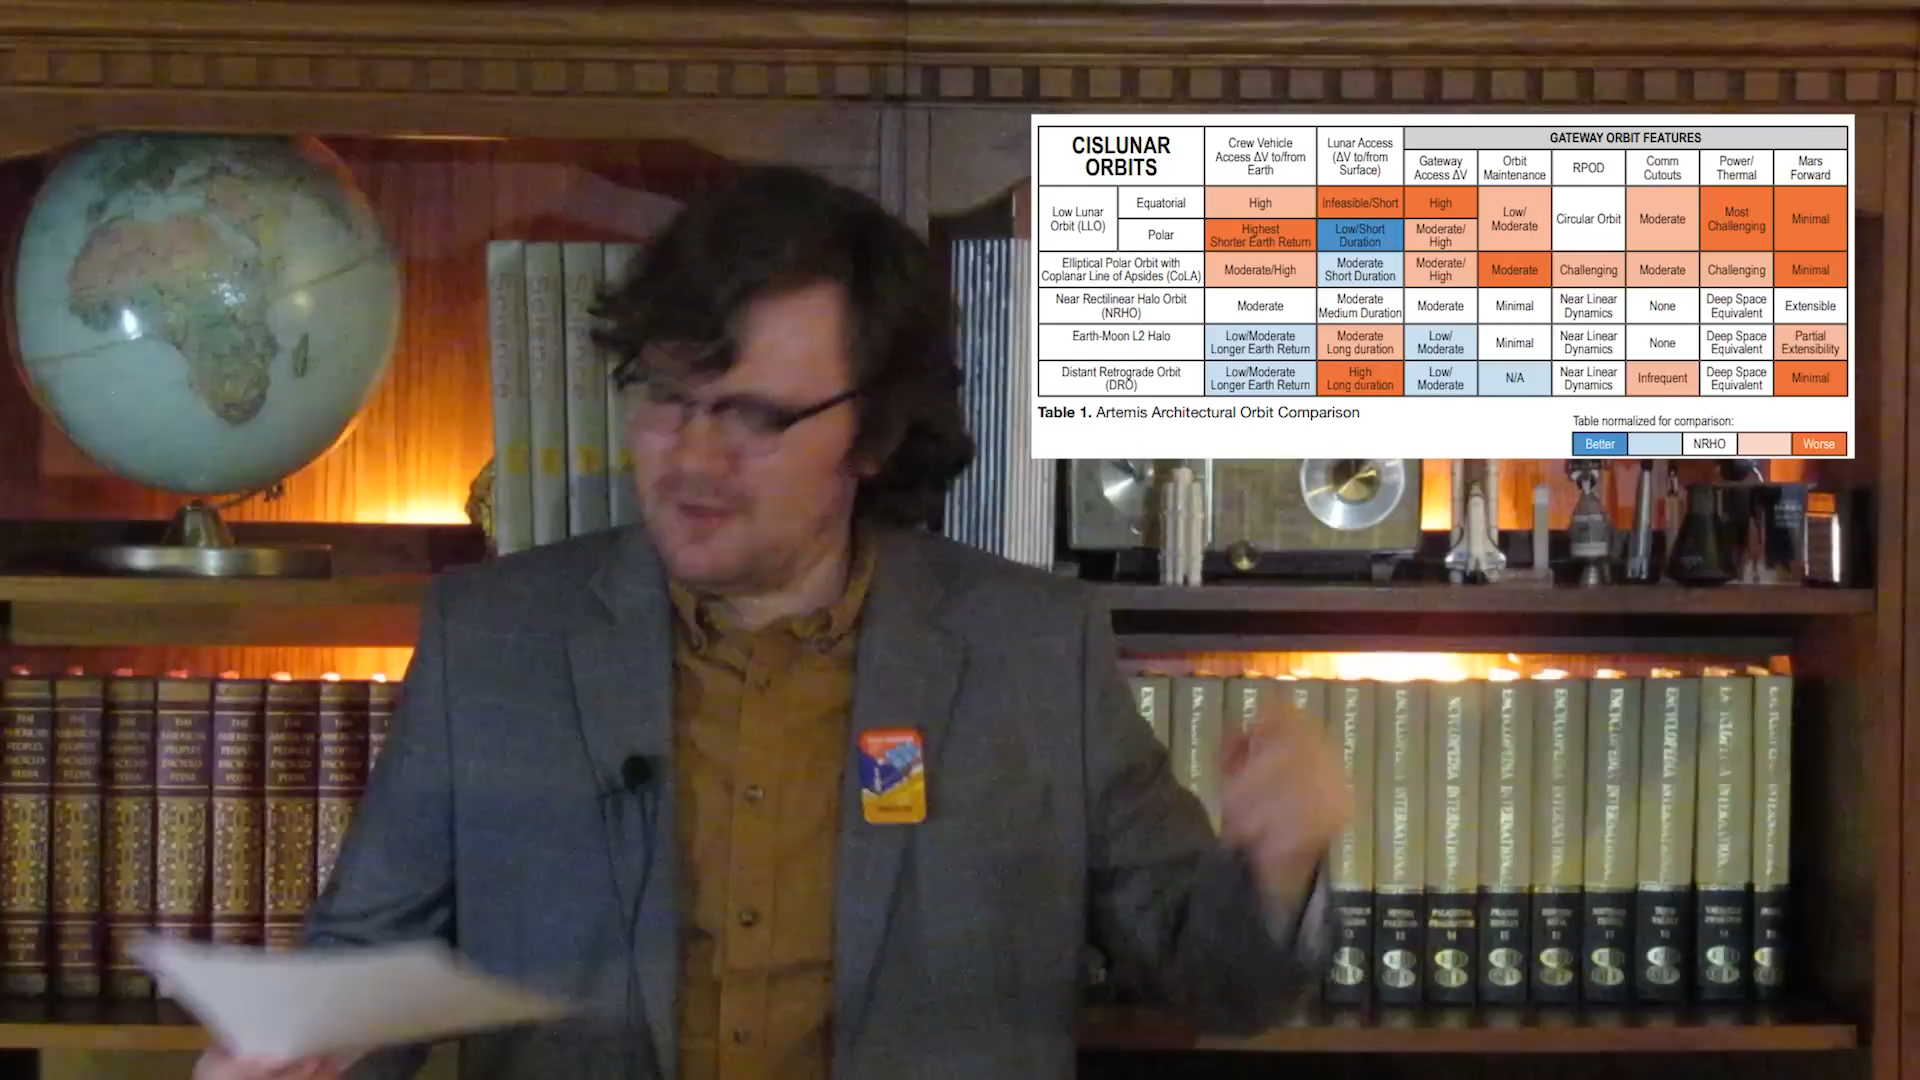 CISLUNAR
ORBITS
Crew Vehicle
Access ΔV to/from
Earth
Lunar Access
(ΔV to/from
Surface)
GATEWAY ORBIT FEATURES
Gateway
Access ΔV
Orbit
Maintenance
RPOD
Comm
Cutouts
Power/
Thermal
Mars
Forward
Low Lunar
Orbit (LLO)
Equatorial
High
Infeasible/Short
High
Low/
Moderate
Circular Orbit
Moderate
Most
Challenging
Minimal
Polar
Highest
Shorter Earth Return
Low/Short
Duration
Moderate/
High
Elliptical Polar Orbit with
Coplanar Line of Apsides (CoLA)
Moderate/High
Moderate
Short Duration
Moderate/
High
Moderate
Challenging
Moderate
Challenging
Minimal
Near Rectilinear Halo Orbit
(NRHO)
Moderate
Moderate
Medium Duration
Moderate
Minimal
Near Linear
Dynamics
None
Deep Space
Equivalent
Extensible
Earth-Moon L2 Halo
Low/Moderate
Longer Earth Return
Moderate
Long duration
Low/
Moderate
Minimal
Near Linear
Dynamics
None
Deep Space
Equivalent
Partial
Extensibility
Distant Retrograde Orbit
(DRO)
Low/Moderate
Longer Earth Return
High
Long duration
Low/
Moderate
N/A
Near Linear
Dynamics
Infrequent
Deep Space
Equivalent
Minimal
Table 1. Artemis Architectural Orbit Comparison
Table normalized for comparison:
Better
NRHO
Worse
THE
AMERICAN
PEOPLES
ENCYCLO
PEDIA
ENCYCLOPEDIA INTERNATIONAL